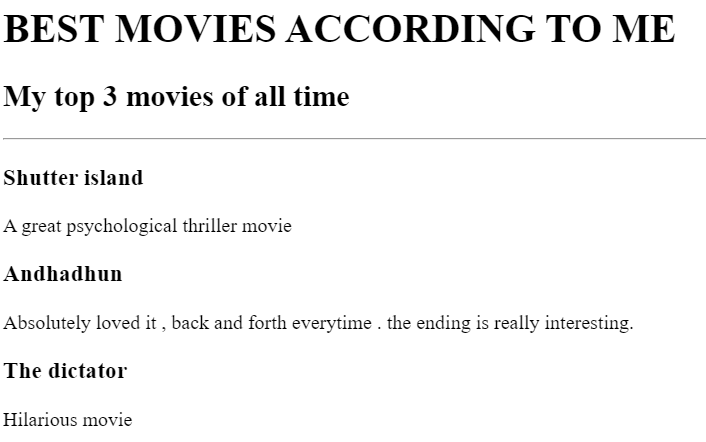 BEST MOVIES ACCORDING TO ME
My top 3 movies of all time
Shutter island
A great psychological thriller movie
Andhadhun
Absolutely loved it , back and forth everytime . the ending is really interesting.
The dictator
Hilarious movie